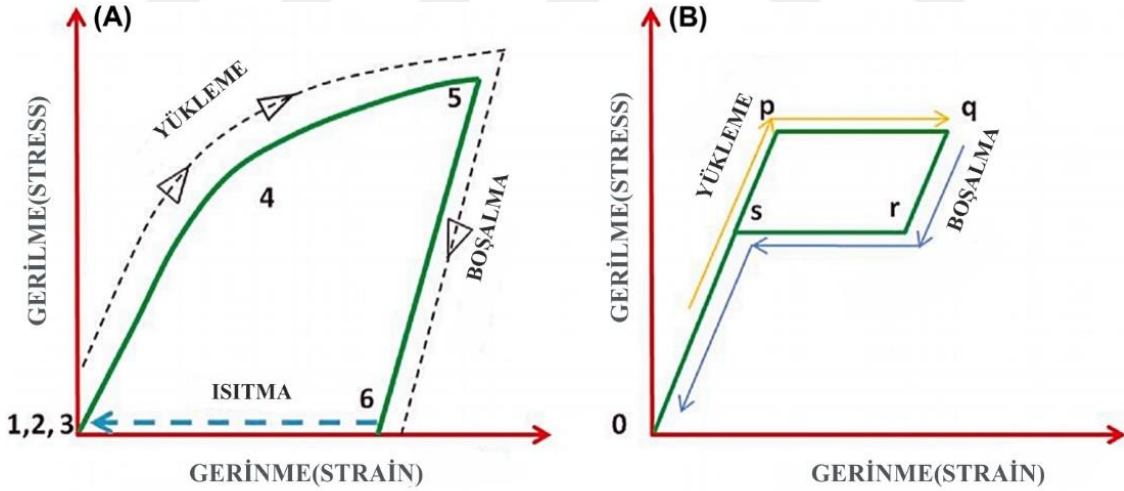 (A)
YÜKLEME
5
4
BOŞALMA
GERİLME(STRESS)
ISITMA
6
1,2, 3
GERİNME(STRAİN)
(B)
p
q
YÜKLEME
BOŞALMA
s
r
GERİLME(STRESS)
0
GERİNME(STRAİN)